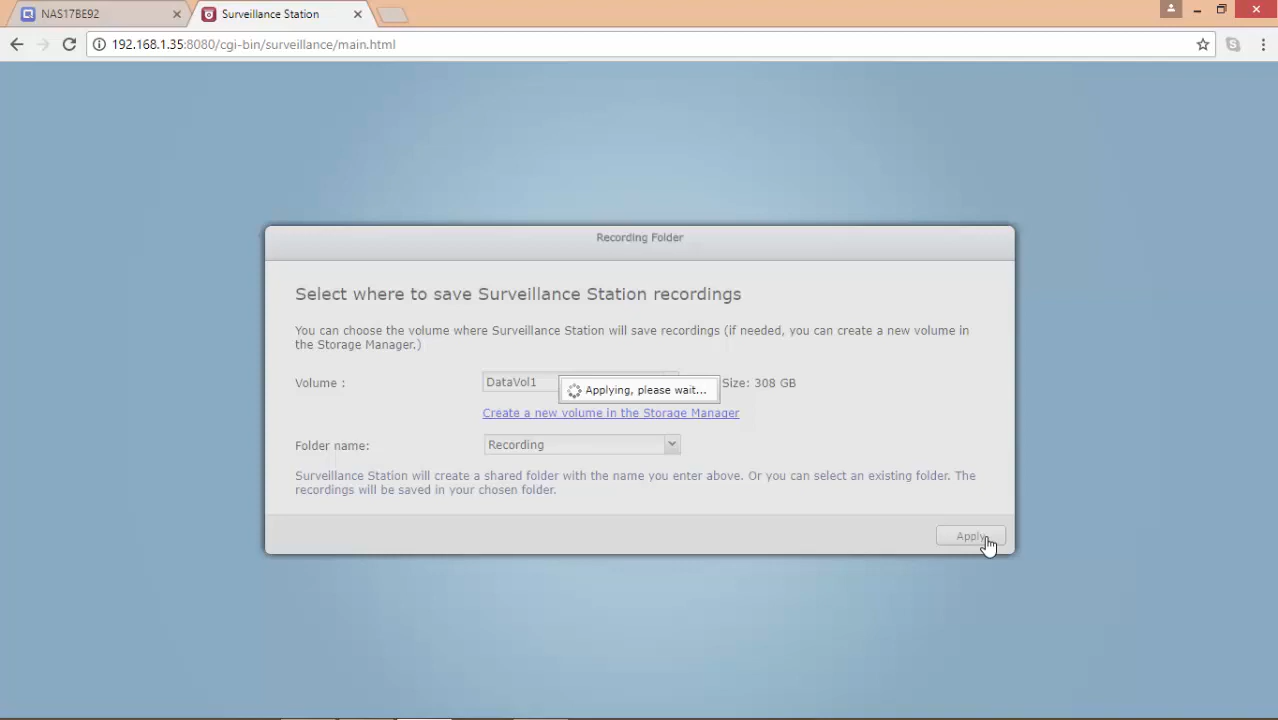 NAS17BE92
Surveillance Station
192.168.1.35:8080/cgi-bin/surveillance/main.html
Recording Folder
Select where to save Surveillance Station recordings
You can choose the volume where Surveillance Station will save recordings (if needed, you can create a new volume in
the Storage Manager.)
Volume : DataVol1 Size: 308 GB
Applying, please wait...
Create a new volume in the Storage Manager
Folder name: Recording
Surveillance Station will create a shared folder with the name you enter above. Or you can select an existing folder. The
recordings will be saved in your chosen folder.
Apply